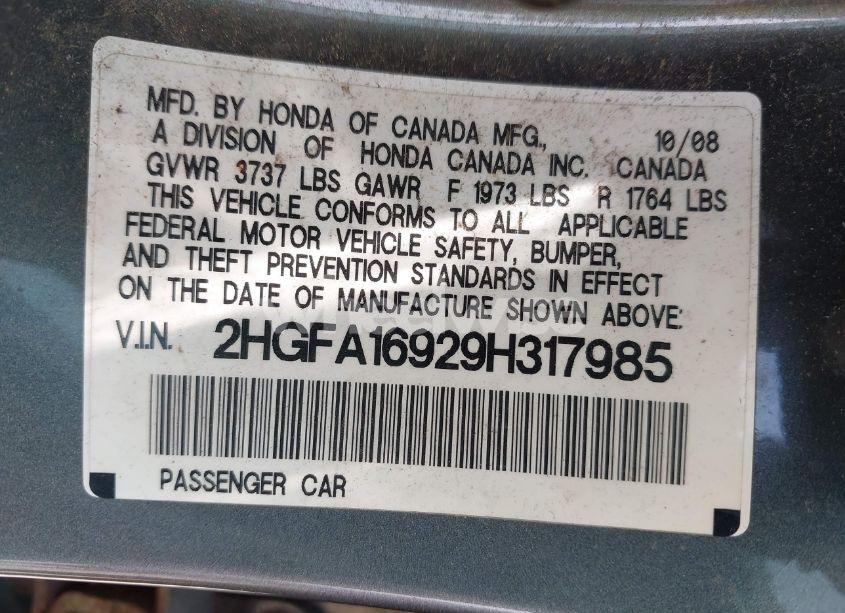 MFD. BY HONDA OF CANADA MFG., 10/08
A DIVISION OF HONDA CANADA INC. CANADA
GVWR 3737 LBS GAWR F 1973 LBS R 1764 LBS
THIS VEHICLE CONFORMS TO ALL APPLICABLE
FEDERAL MOTOR VEHICLE SAFETY, BUMPER,
AND THEFT PREVENTION STANDARDS IN EFFECT
ON THE DATE OF MANUFACTURE SHOWN ABOVE.
V.I.N. 2HGFA16929H317985
PASSENGER CAR